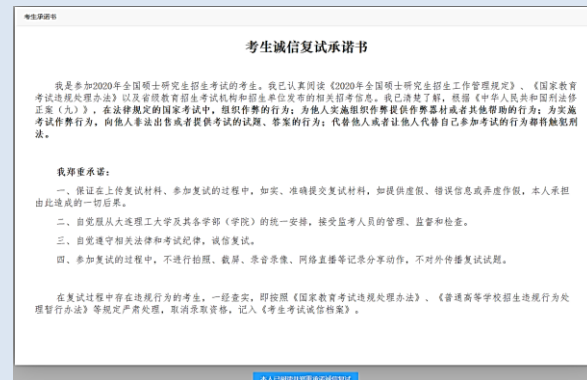 考生承诺书
考生诚信复试承诺书
我是参加2020年全国硕士研究生招生考试的考生。我已认真阅读《2020年全国硕士研究生招生工作管理规定》、《国家教育
考试违规处理办法》以及省级教育招生考试机构和招生单位发布的相关招考信息。我已清楚了解，根据《中华人民共和国刑法修
正案（九）》，在法律规定的国家考试中，组织作弊的行为；为他人实施组织作弊提供作弊器材或者其他帮助的行为；为实施
考试作弊行为，向他人非法出售或者提供考试的试题、答案的行为；代替他人或者让他人代替自己参加考试的行为都将触犯刑
法。
我郑重承诺：
一、保证在上传复试材料、参加复试的过程中，如实、准确提交复试材料，如提供虚假、错误信息或弄虚作假，本人承担
由此造成的一切后果。
二、自觉服从大连理工大学及其各学部（学院）的统一安排，接受监考人员的管理、监督和检查。
三、自觉遵守相关法律和考试纪律，诚信复试。
四、参加复试的过程中，不进行拍照、截屏、录音录像、网络直播等记录分享动作，不对外传播复试试题。
在复试过程中存在违规行为的考生，一经查实，即按照《国家教育考试违规处理办法》、《普通高等学校招生违规行为处
理暂行办法》等规定严肃处理，取消录取资格，记入《考生考试诚信档案》。